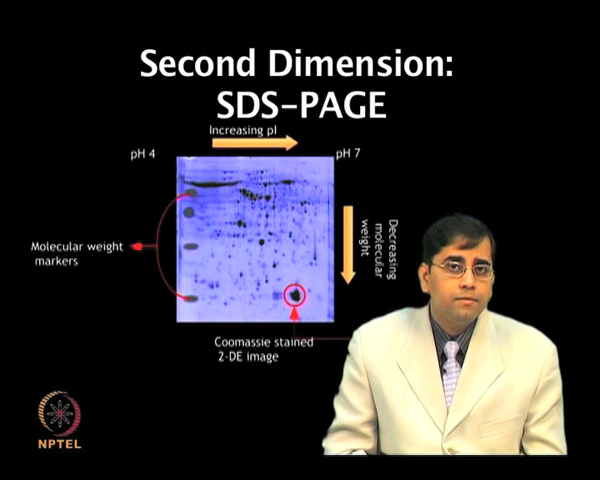 Second Dimension:
SDS-PAGE
Increasing pI
pH 4
pH 7
Decreasing
molecular
weight
Molecular weight
markers
Coomassie stained
2-DE image
NPTEL